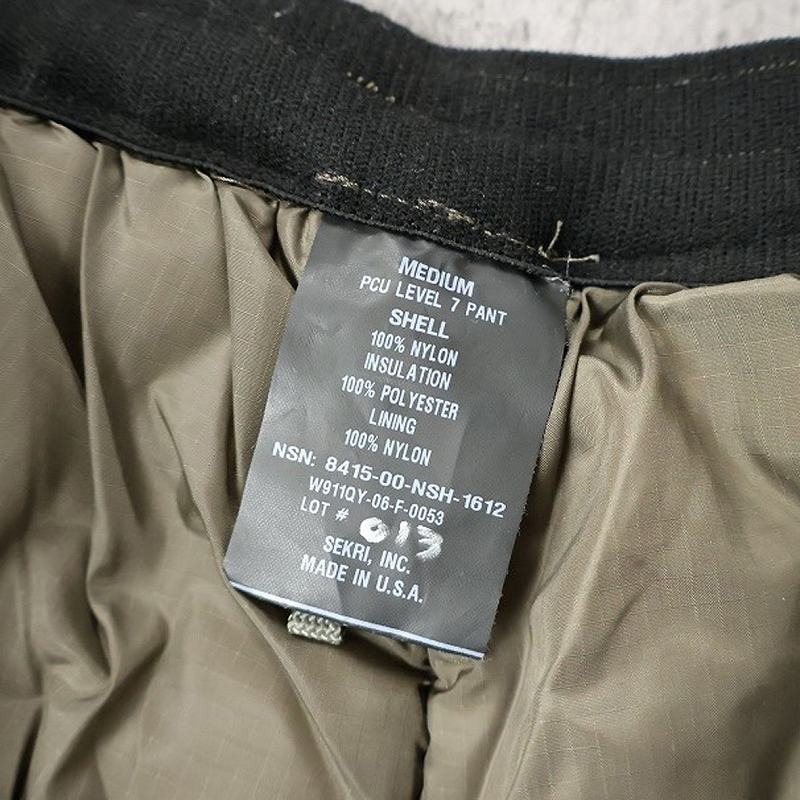 MEDIUM
PCU LEVEL 7 PANT
SHELL
100% NYLON
INSULATION
100% POLYESTER
LINING
100% NYLON
NSN: 8415-00-NSH-1612
W911QY-06-F-0053
LOT # 013
SEKRI, INC.
MADE IN U.S.A.